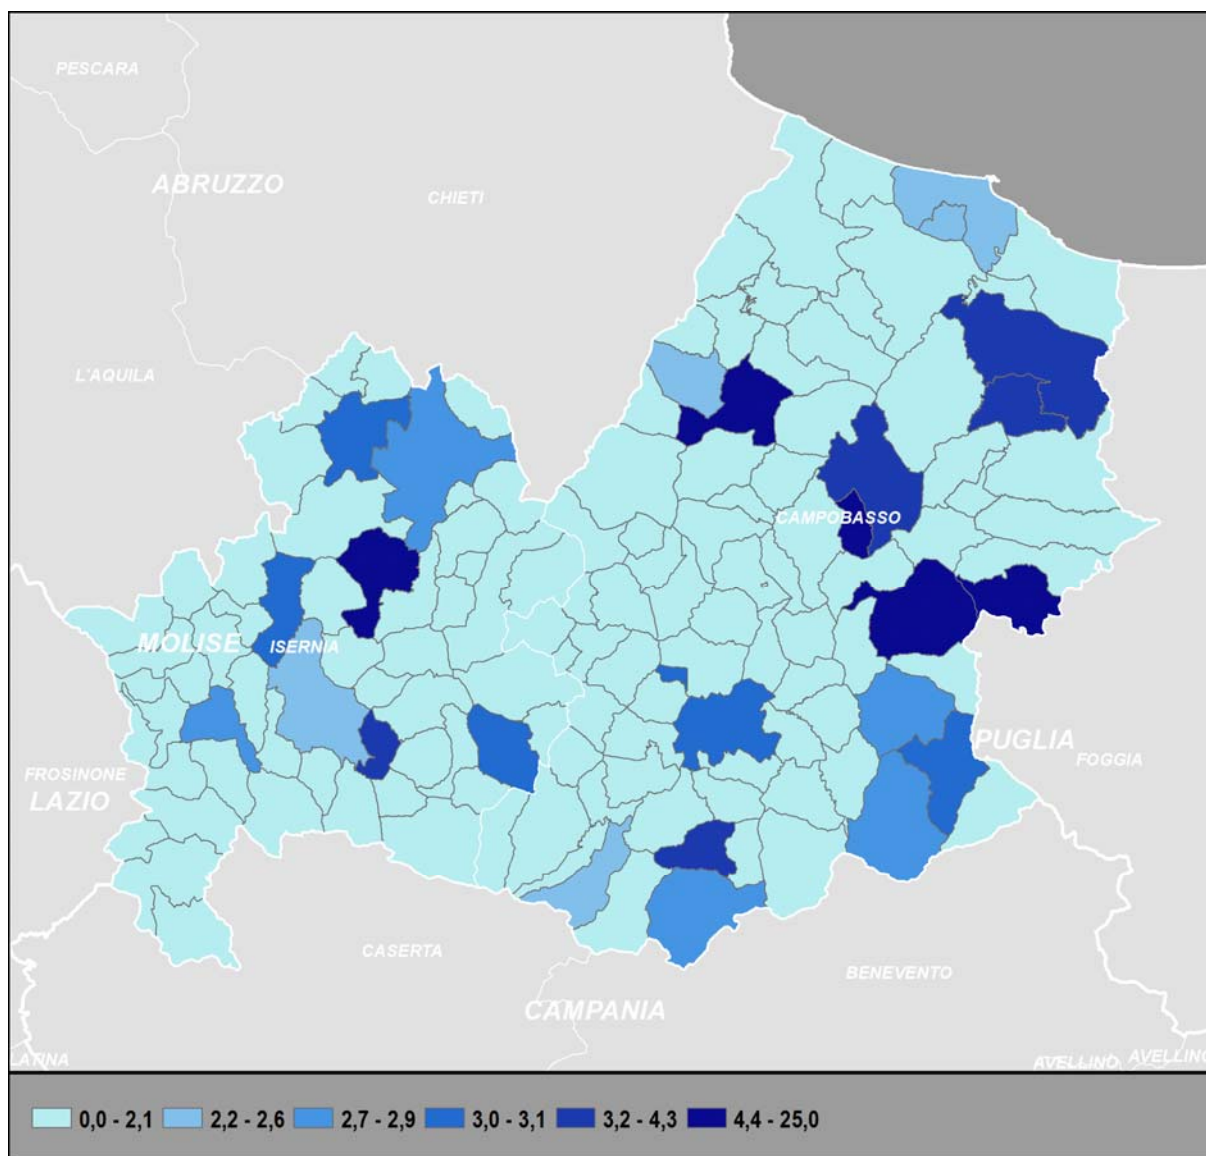 PESCARA
ABRUZZO
CHIETI
L'AQUILA
CAMPOBASSO
MOLISE
ISERNIA
PUGLIA
FOGGIA
FROSINONE
LAZIO
CASERTA
BENEVENTO
CAMPANIA
LATINA
AVELLINO
AVELLINO
0,0 - 2,1
2,2 - 2,6
2,7 - 2,9
3,0 - 3,1
3,2 - 4,3
4,4 - 25,0